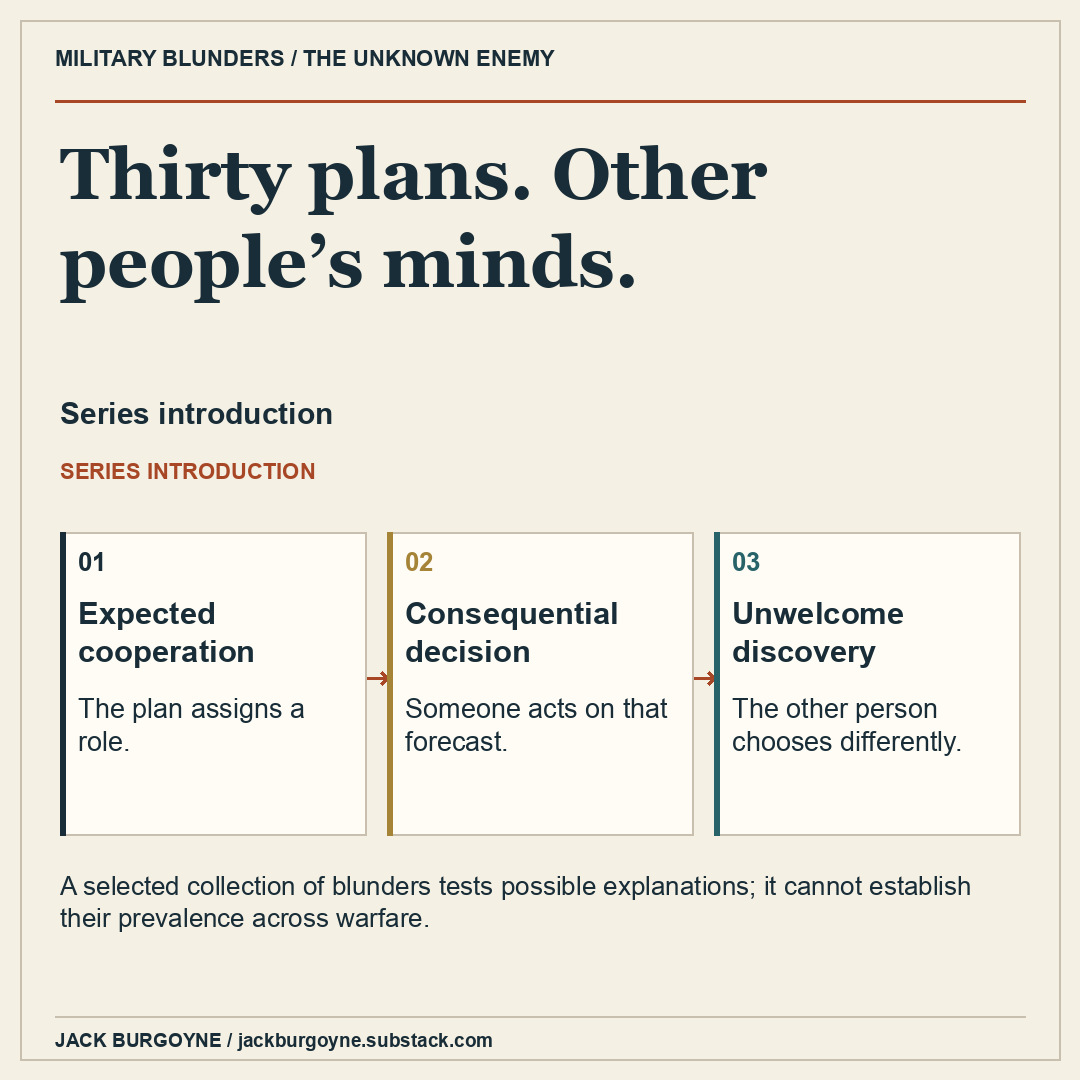 MILITARY BLUNDERS / THE UNKNOWN ENEMY
Thirty plans. Other
people’s minds.
Series introduction
SERIES INTRODUCTION
01
Expected
cooperation
The plan assigns a
role.
02
Consequential
decision
Someone acts on that
forecast.
03
Unwelcome
discovery
The other person
chooses differently.
A selected collection of blunders tests possible explanations; it cannot establish
their prevalence across warfare.
JACK BURGOYNE / jackburgoyne.substack.com